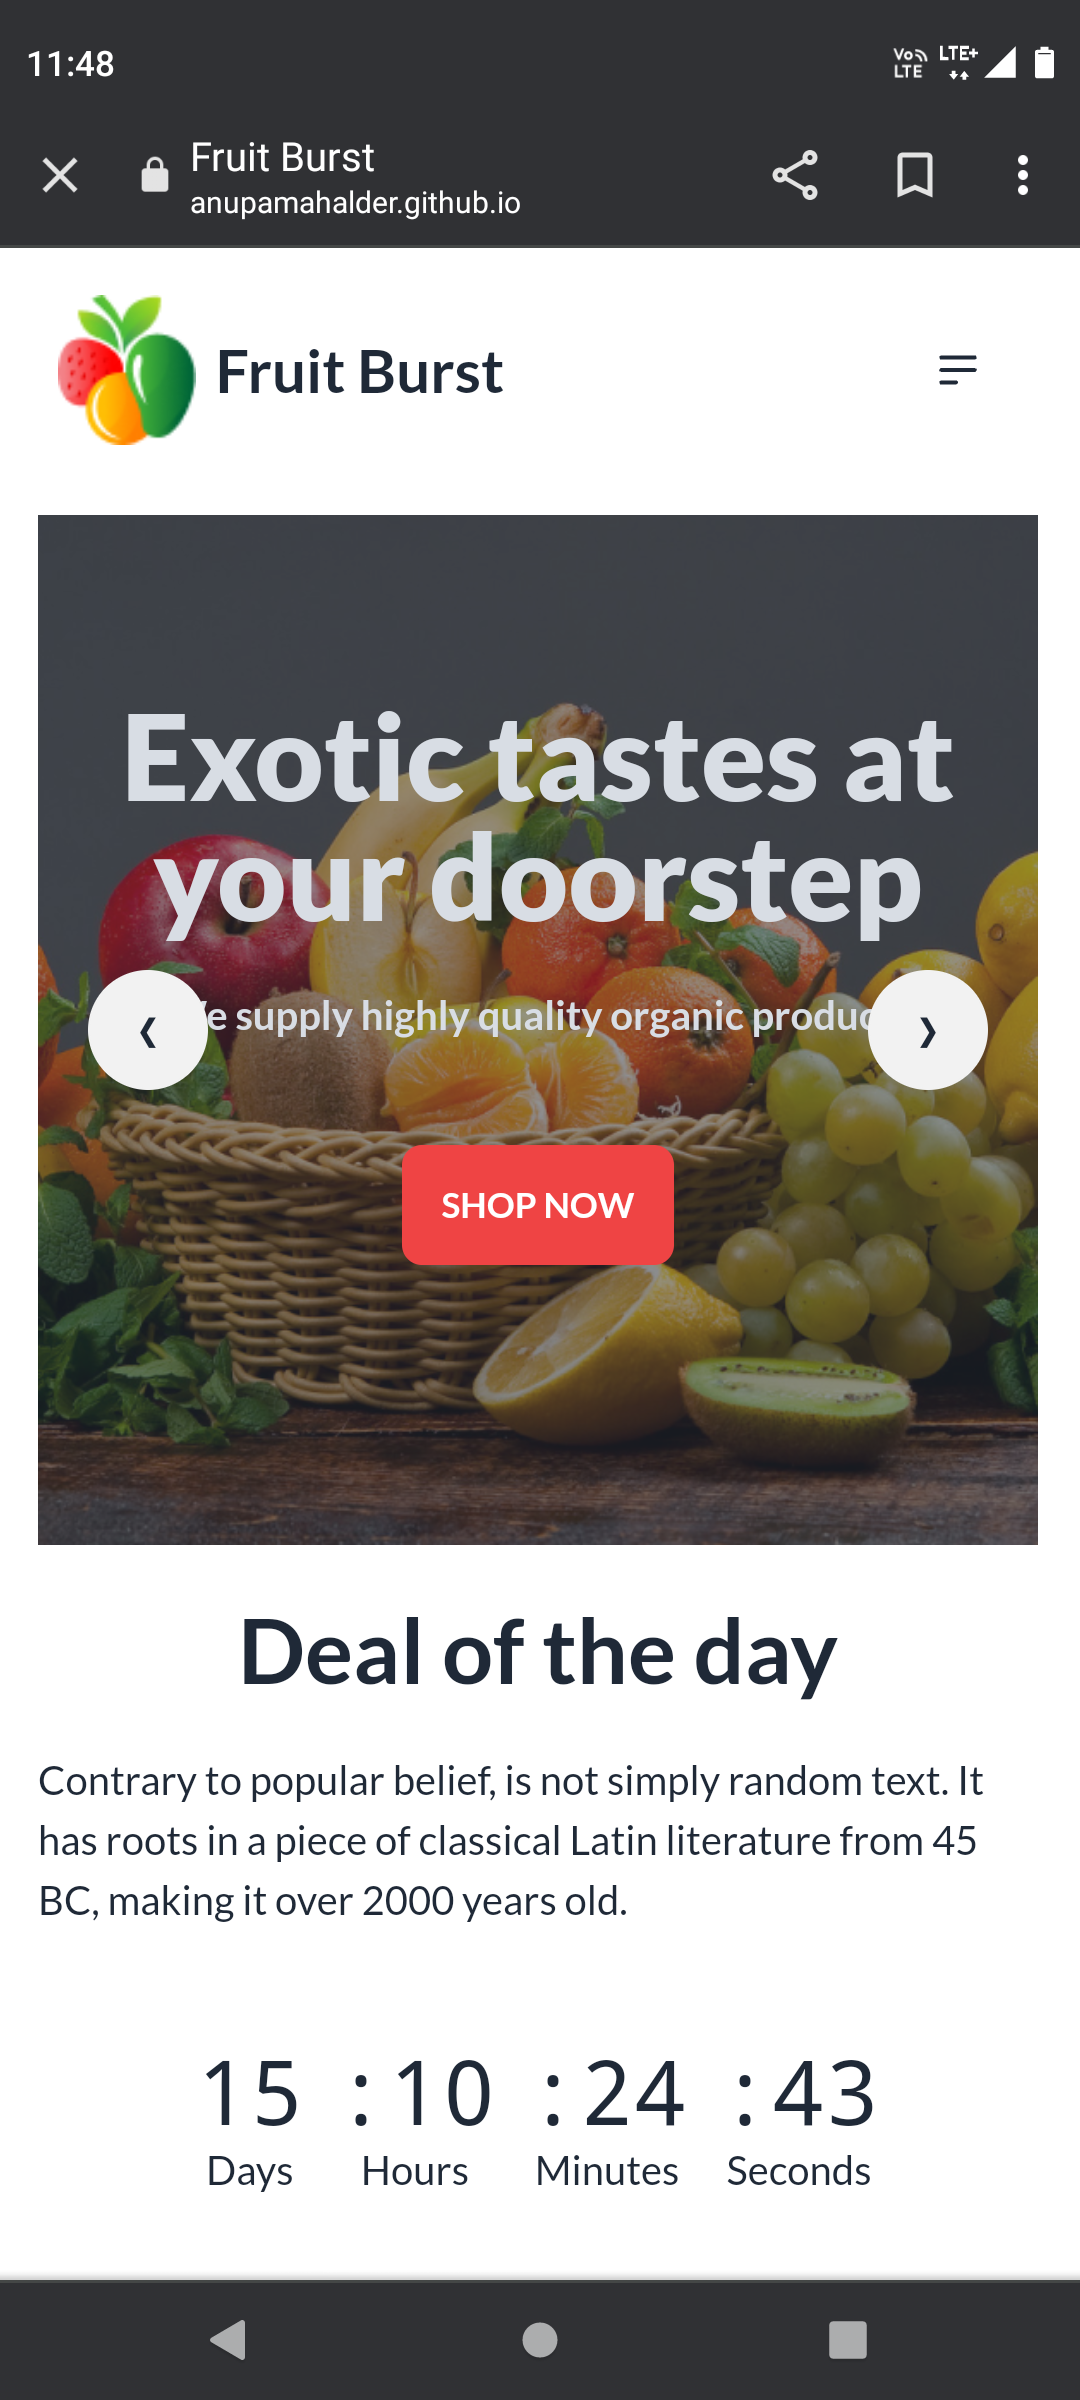 11:48
Vo LTE LTE+
Fruit Burst
anupamahalder.github.io
Fruit Burst
Exotic tastes at
your doorstep
supply highly quality organic
SHOP NOW
Deal of the day
Contrary to popular belief, is not simply random text. It
has roots in a piece of classical Latin literature from 45
BC, making it over 2000 years old.
15 : 10 : 24 : 43
Days Hours Minutes Seconds